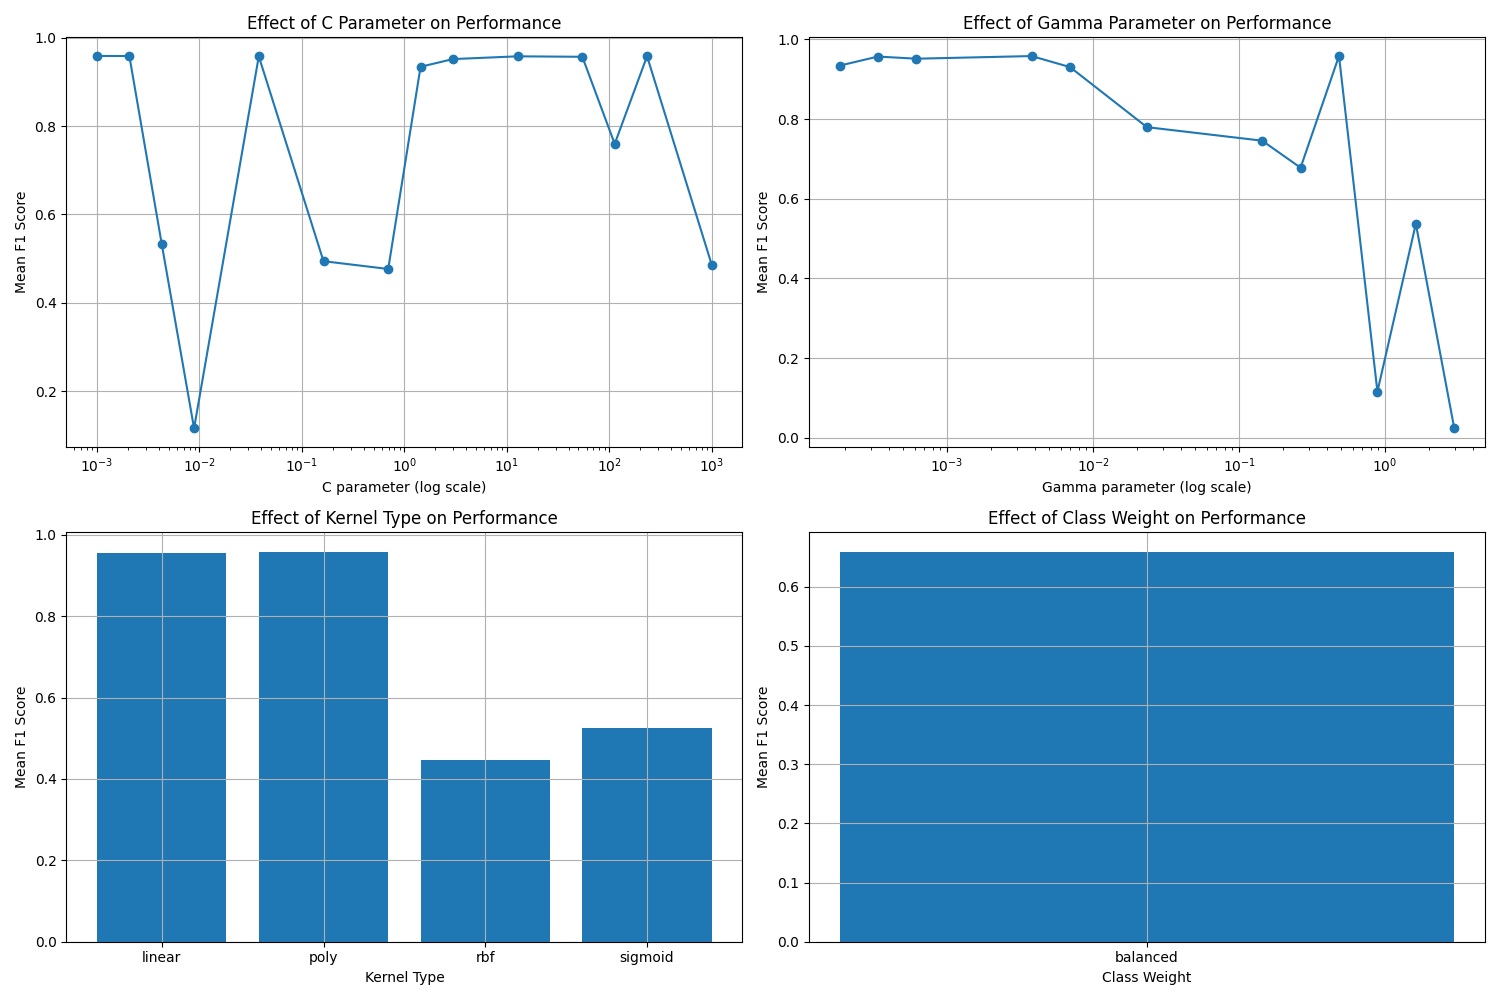 Effect of C Parameter on Performance
1.0
0.8
0.6
0.4
0.2
Mean F1 Score
10⁻³ 10⁻² 10⁻¹ 10⁰ 10¹ 10² 10³
C parameter (log scale)
Effect of Gamma Parameter on Performance
1.0
0.8
0.6
0.4
0.2
0.0
Mean F1 Score
10⁻³ 10⁻² 10⁻¹ 10⁰
Gamma parameter (log scale)
Effect of Kernel Type on Performance
1.0
0.8
0.6
0.4
0.2
0.0
Mean F1 Score
linear poly rbf sigmoid
Kernel Type
Effect of Class Weight on Performance
0.6
0.5
0.4
0.3
0.2
0.1
0.0
Mean F1 Score
balanced
Class Weight